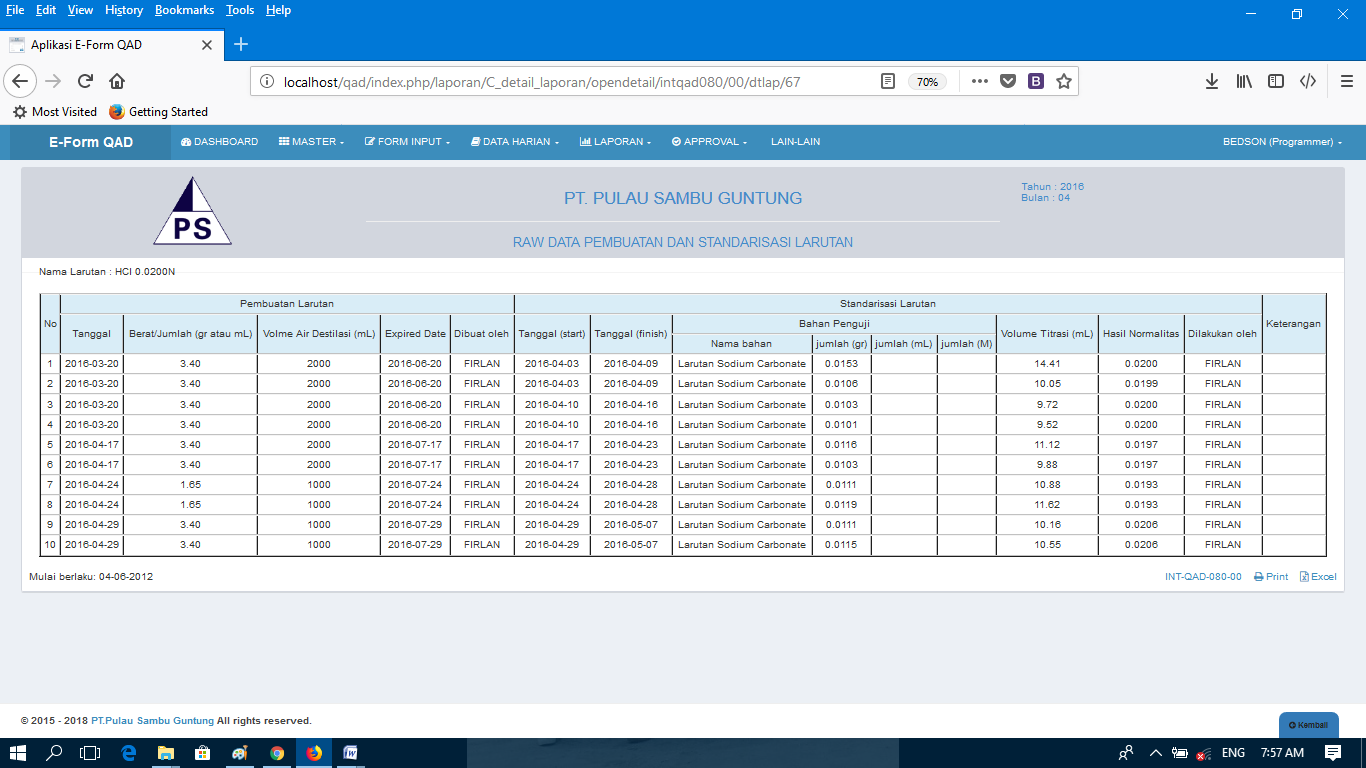 File Edit View History Bookmarks Tools Help
Aplikasi E-Form QAD
localhost/qad/index.php/laporan/C_detail_laporan/opendetail/intqad080/00/dtlap/67 70%
Most Visited Getting Started
E-Form QAD DASHBOARD MASTER FORM INPUT DATA HARIAN LAPORAN APPROVAL LAIN-LAIN BEDSON (Programmer)
PS
PT. PULAU SAMBU GUNTUNG
Tahun : 2016
Bulan : 04
RAW DATA PEMBUATAN DAN STANDARISASI LARUTAN
Nama Larutan : HCl 0.0200N
No Pembuatan Larutan Standarisasi Larutan Keterangan
Tanggal Berat/Jumlah (gr atau mL) Volme Air Destilasi (mL) Expired Date Dibuat oleh Tanggal (start) Tanggal (finish) Bahan Penguji Volume Titrasi (mL) Hasil Normalitas Dilakukan oleh
Nama bahan jumlah (gr) jumlah (mL) jumlah (M)
1 2016-03-20 3.40 2000 2016-06-20 FIRLAN 2016-04-03 2016-04-09 Larutan Sodium Carbonate 0.0153 14.41 0.0200 FIRLAN
2 2016-03-20 3.40 2000 2016-06-20 FIRLAN 2016-04-03 2016-04-09 Larutan Sodium Carbonate 0.0106 10.05 0.0199 FIRLAN
3 2016-03-20 3.40 2000 2016-06-20 FIRLAN 2016-04-10 2016-04-16 Larutan Sodium Carbonate 0.0103 9.72 0.0200 FIRLAN
4 2016-03-20 3.40 2000 2016-06-20 FIRLAN 2016-04-10 2016-04-16 Larutan Sodium Carbonate 0.0101 9.52 0.0200 FIRLAN
5 2016-04-17 3.40 2000 2016-07-17 FIRLAN 2016-04-17 2016-04-23 Larutan Sodium Carbonate 0.0116 11.12 0.0197 FIRLAN
6 2016-04-17 3.40 2000 2016-07-17 FIRLAN 2016-04-17 2016-04-23 Larutan Sodium Carbonate 0.0103 9.88 0.0197 FIRLAN
7 2016-04-24 1.65 1000 2016-07-24 FIRLAN 2016-04-24 2016-04-28 Larutan Sodium Carbonate 0.0111 10.88 0.0193 FIRLAN
8 2016-04-24 1.65 1000 2016-07-24 FIRLAN 2016-04-24 2016-04-28 Larutan Sodium Carbonate 0.0119 11.62 0.0193 FIRLAN
9 2016-04-29 3.40 1000 2016-07-29 FIRLAN 2016-04-29 2016-05-07 Larutan Sodium Carbonate 0.0111 10.16 0.0206 FIRLAN
10 2016-04-29 3.40 1000 2016-07-29 FIRLAN 2016-04-29 2016-05-07 Larutan Sodium Carbonate 0.0115 10.55 0.0206 FIRLAN
Mulai berlaku: 04-06-2012 INT-QAD-080-00 Print Excel
© 2015 - 2018 PT.Pulau Sambu Guntung All rights reserved.
Kembali
ENG 7:57 AM